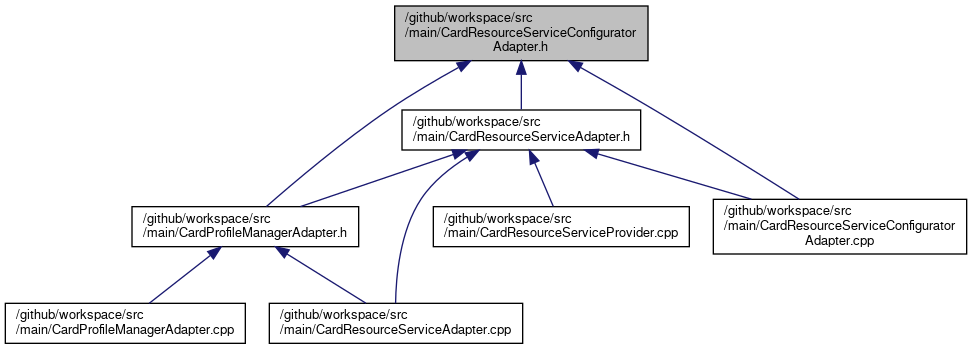 /github/workspace/src
/main/CardResourceServiceConfigurator
Adapter.h
/github/workspace/src
/main/CardResourceServiceAdapter.h
/github/workspace/src
/main/CardProfileManagerAdapter.h
/github/workspace/src
/main/CardResourceServiceProvider.cpp
/github/workspace/src
/main/CardResourceServiceConfigurator
Adapter.cpp
/github/workspace/src
/main/CardProfileManagerAdapter.cpp
/github/workspace/src
/main/CardResourceServiceAdapter.cpp